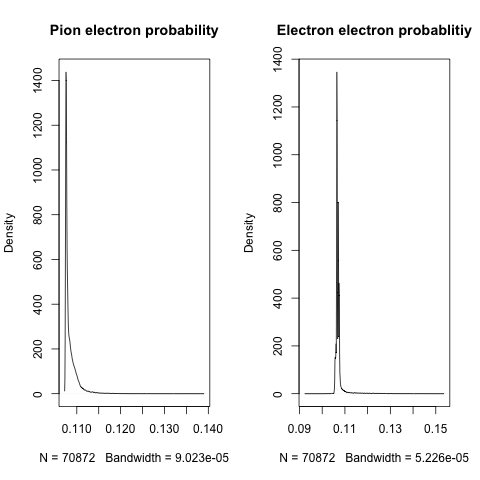 Pion electron probability
Density
0 200 400 600 800 1000 1200 1400
0.110 0.120 0.130 0.140
N = 70872 Bandwidth = 9.023e-05
Electron electron probablitiy
Density
0 200 400 600 800 1000 1200 1400
0.09 0.11 0.13 0.15
N = 70872 Bandwidth = 5.226e-05